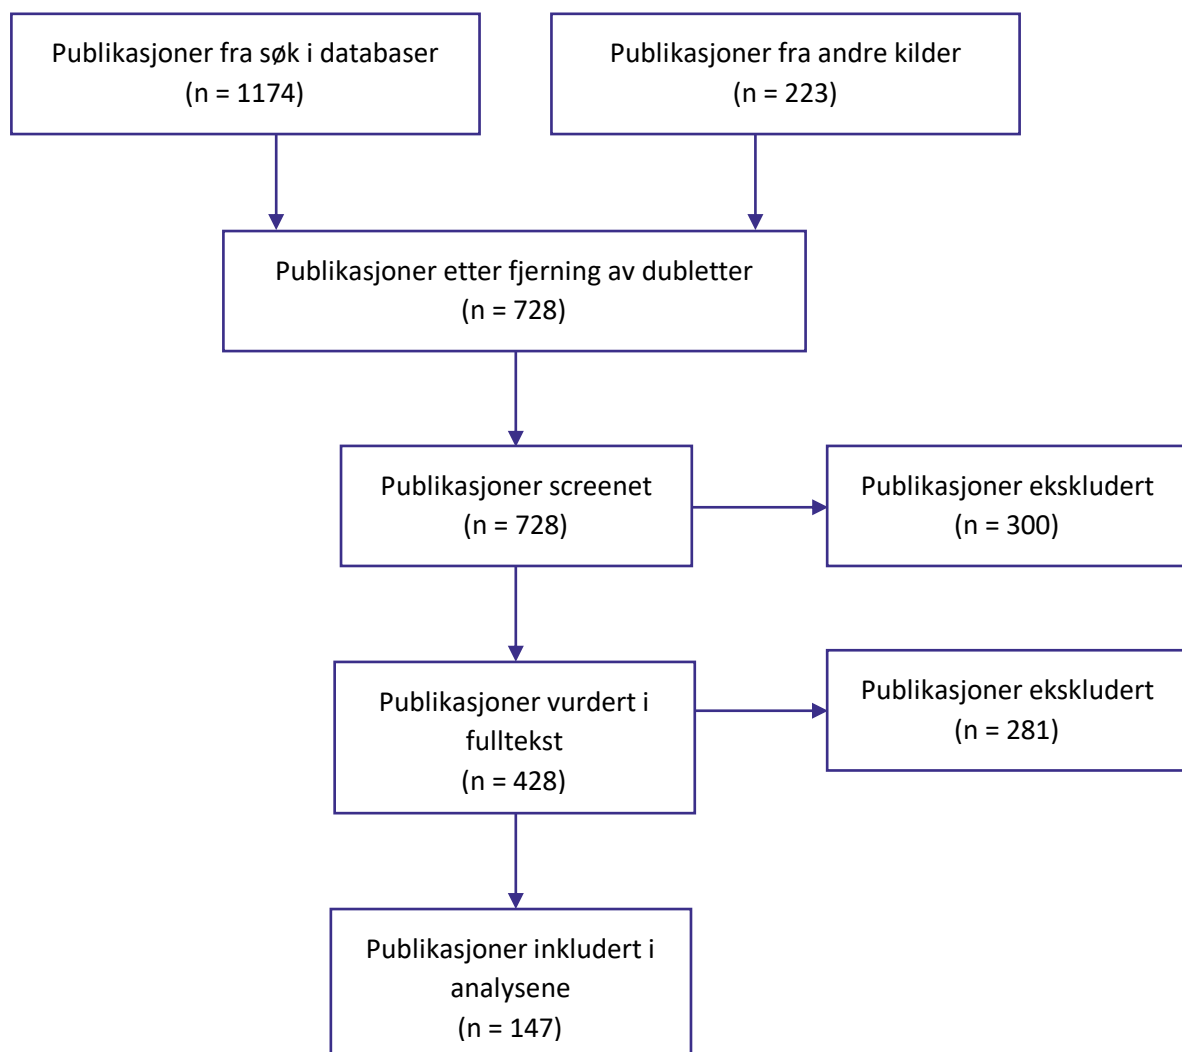 Publikasjoner fra søk i databaser
(n = 1174)
Publikasjoner fra andre kilder
(n = 223)
Publikasjoner etter fjerning av dubletter
(n = 728)
Publikasjoner screenet
(n = 728)
Publikasjoner ekskludert
(n = 300)
Publikasjoner vurdert i
fulltekst
(n = 428)
Publikasjoner ekskludert
(n = 281)
Publikasjoner inkludert i
analysene
(n = 147)